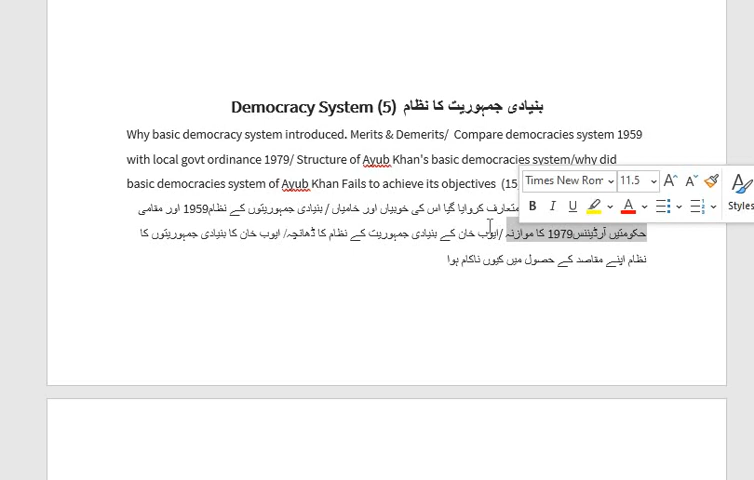 Democracy System (5) بنیادی جمہوریت کا نظام
Why basic democracy system introduced. Merits & Demerits/ Compare democracies system 1959
with local govt ordinance 1979/ Structure of Ayub Khan's basic democracies system/why did
basic democracies system of Ayub Khan Fails to achieve its objectives (15
متعارف کروایا گیا اس کی خوبیاں اور خامیاں / بنیادی جمہوریتوں کے نظام1959 اور مقامی
حکومتیں آرڈیننس1979 کا موازنہ /ایوب خان کے بنیادی جمہوریت کے نظام کا ڈھانچہ/ ایوب خان کا بنیادی جمہوریتوں کا
نظام اپنے مقاصد کے حصول میں کیوں ناکام ہوا
Times New Ror 11.5 A A
B I U A Styles